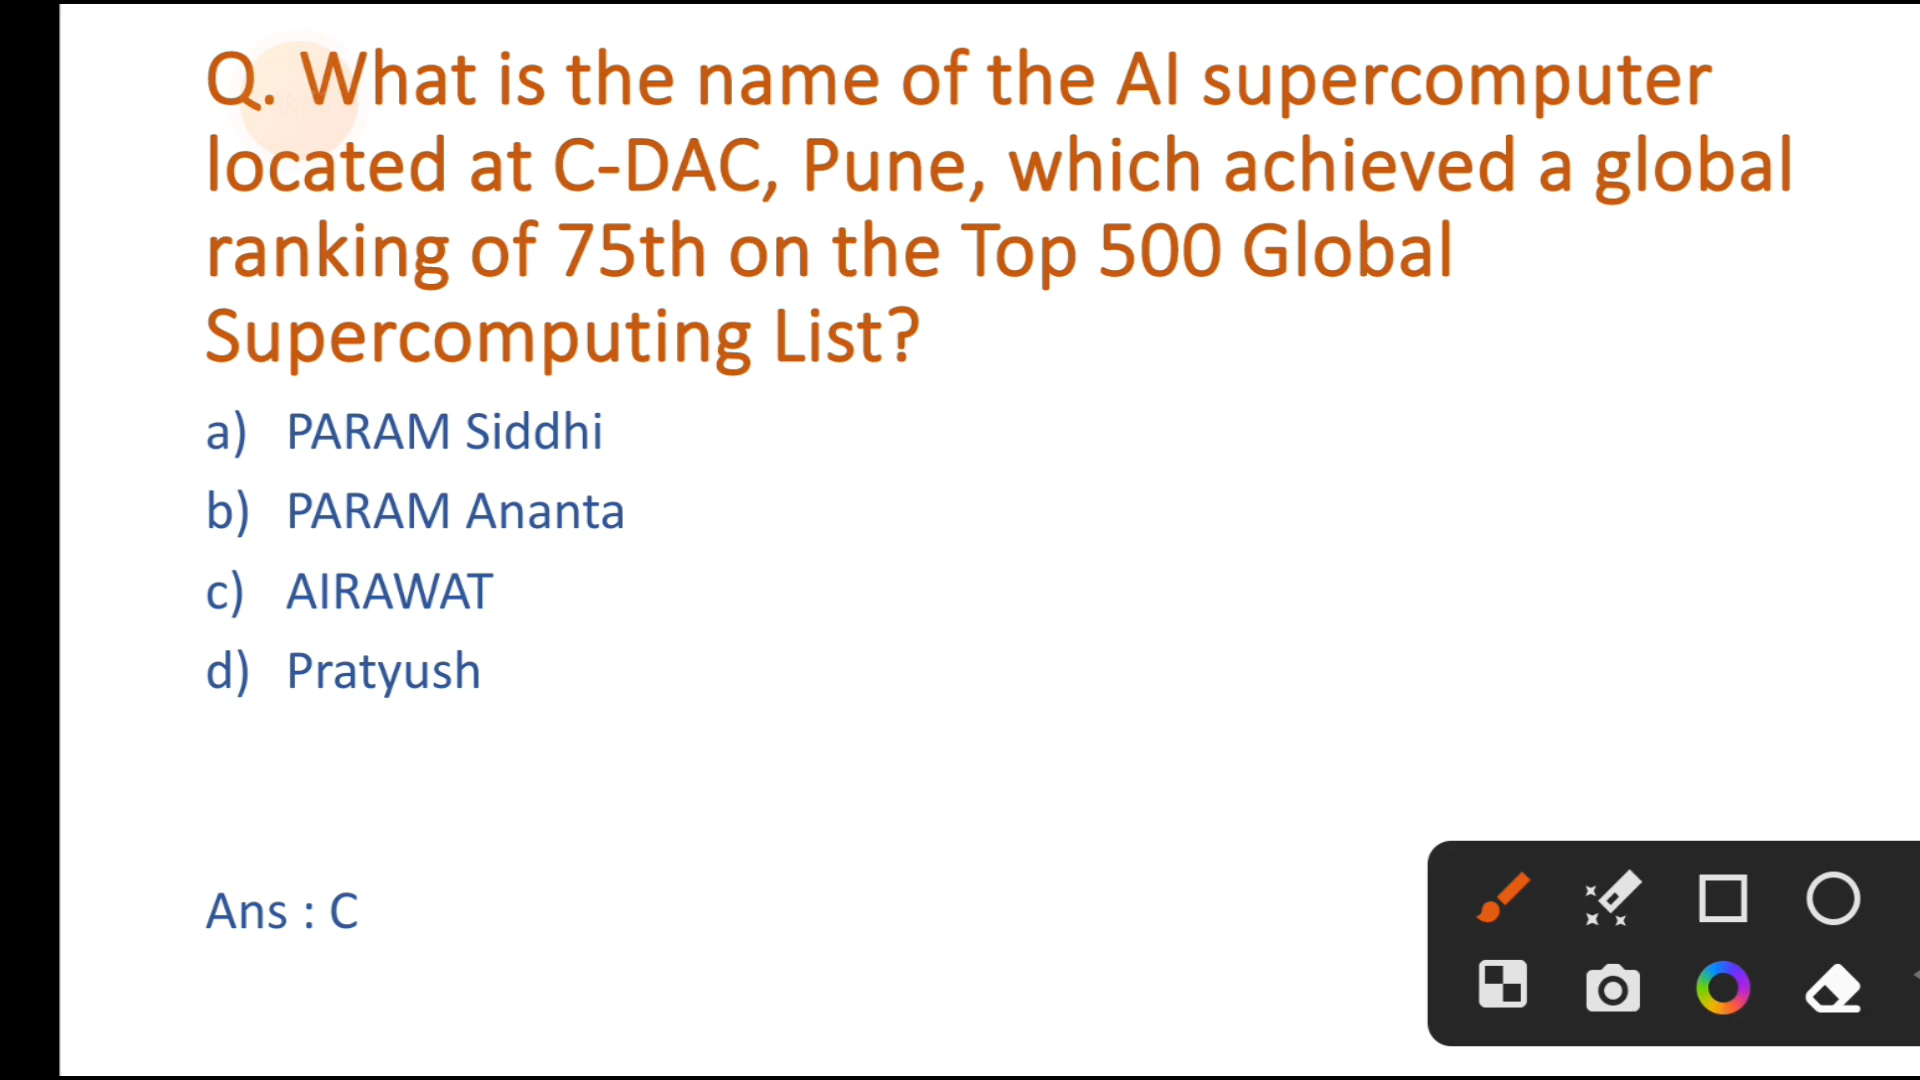 Q. What is the name of the AI supercomputer
located at C-DAC, Pune, which achieved a global
ranking of 75th on the Top 500 Global
Supercomputing List?
a) PARAM Siddhi
b) PARAM Ananta
c) AIRAWAT
d) Pratyush
Ans : C